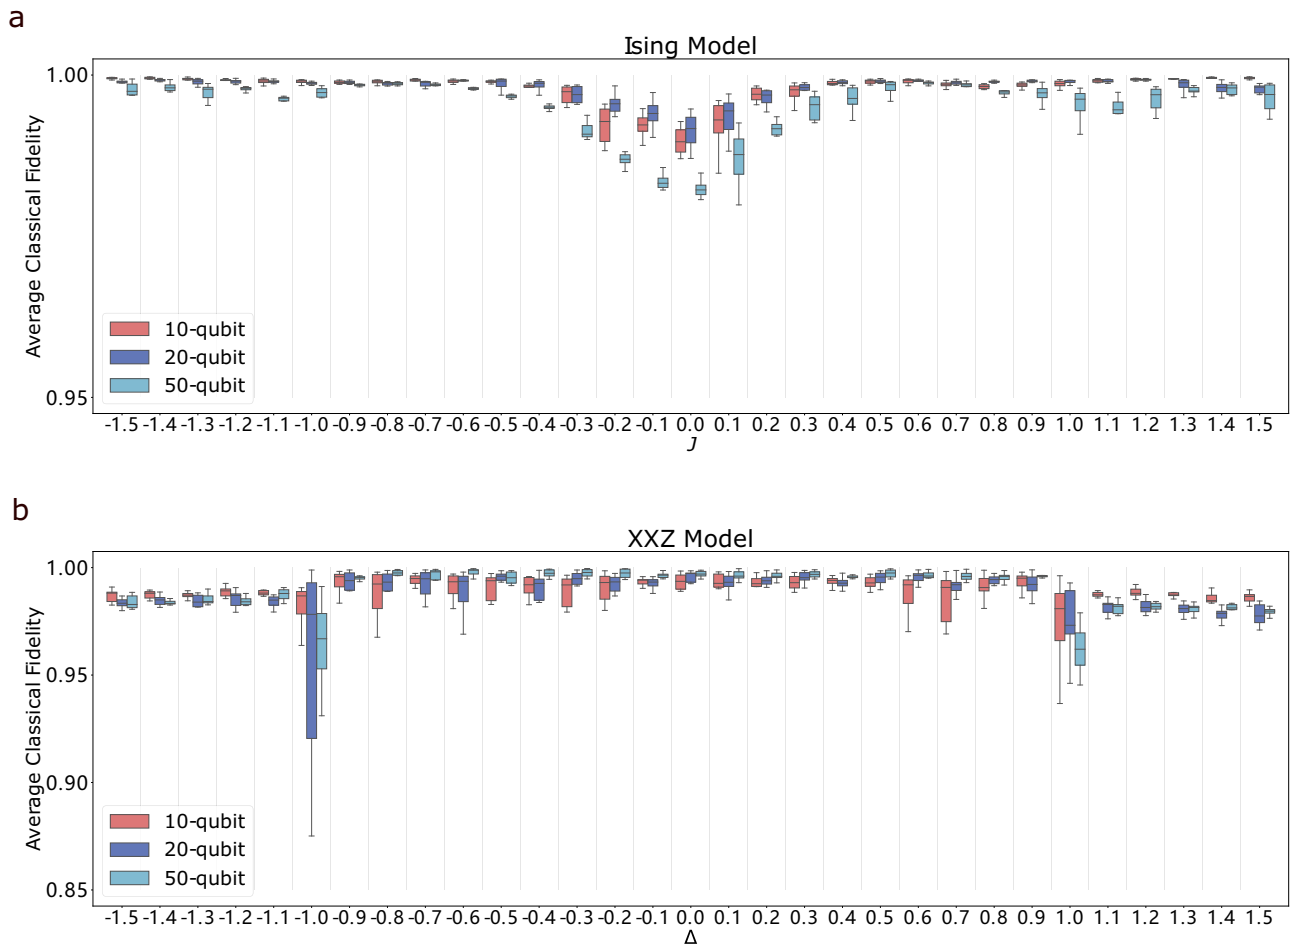 a
Ising Model
Average Classical Fidelity
1.00
0.95
10-qubit
20-qubit
50-qubit
-1.5 -1.4 -1.3 -1.2 -1.1 -1.0 -0.9 -0.8 -0.7 -0.6 -0.5 -0.4 -0.3 -0.2 -0.1 0.0 0.1 0.2 0.3 0.4 0.5 0.6 0.7 0.8 0.9 1.0 1.1 1.2 1.3 1.4 1.5
J
b
XXZ Model
Average Classical Fidelity
1.00
0.95
0.90
0.85
10-qubit
20-qubit
50-qubit
-1.5 -1.4 -1.3 -1.2 -1.1 -1.0 -0.9 -0.8 -0.7 -0.6 -0.5 -0.4 -0.3 -0.2 -0.1 0.0 0.1 0.2 0.3 0.4 0.5 0.6 0.7 0.8 0.9 1.0 1.1 1.2 1.3 1.4 1.5
Δ